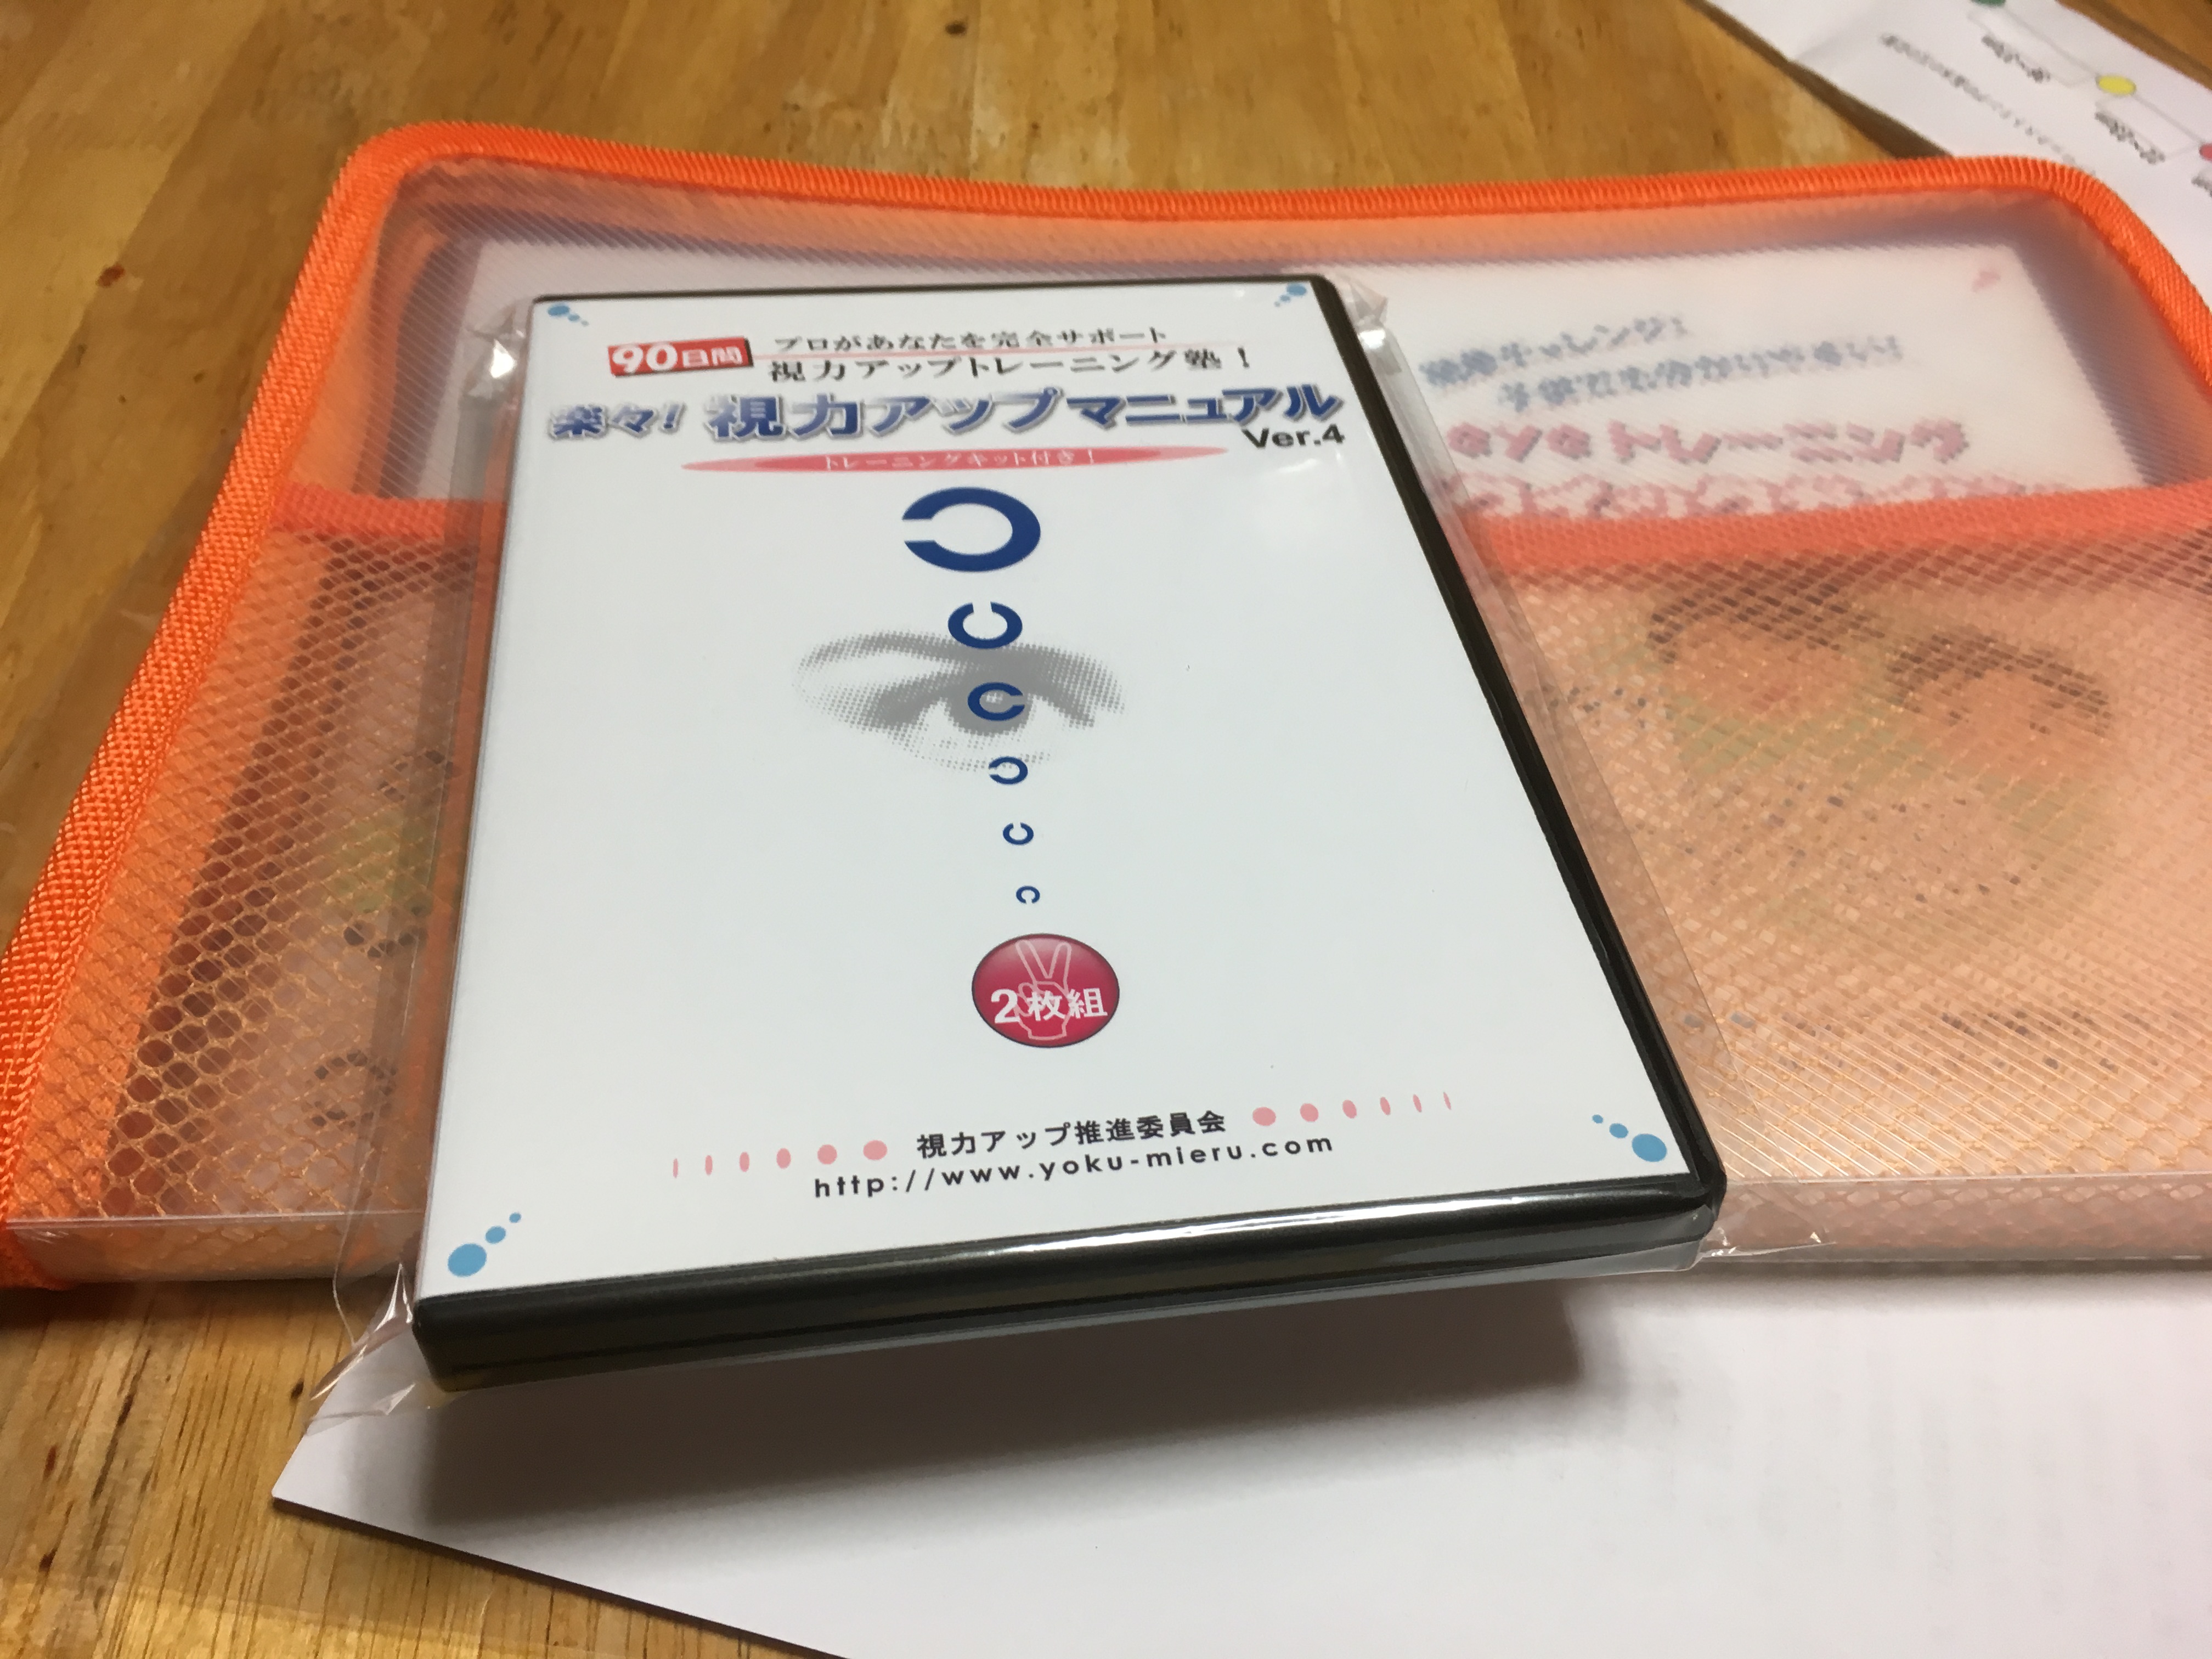 90日間
プロがあなたを完全サポート
視力アップトレーニング塾！
楽々！ 視力アップマニュアル
Ver.4
トレーニングキット付き！
2枚組
視力アップ推進委員会
http://www.yoku-mieru.com
トレーニング